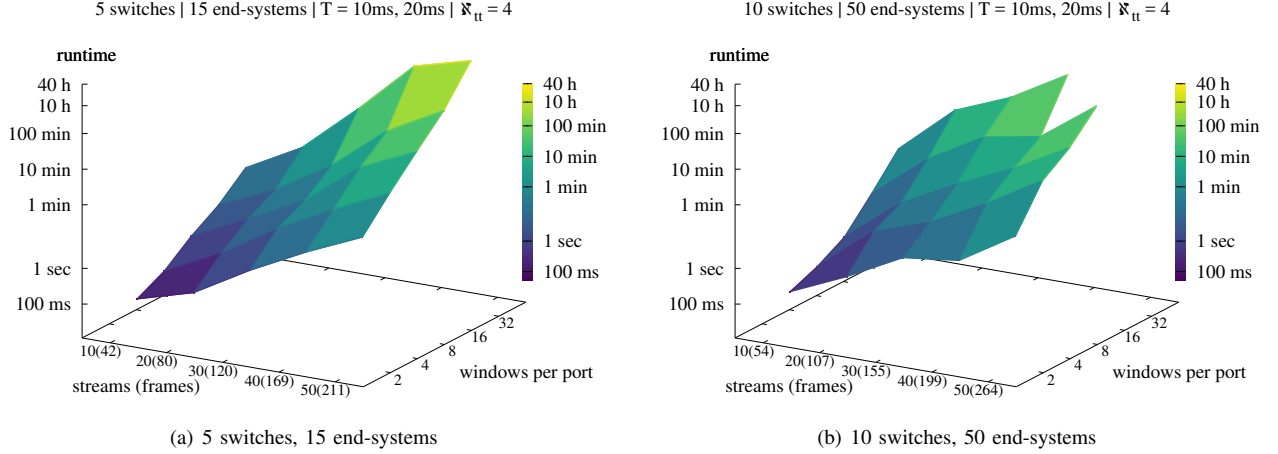 5 switches | 15 end-systems | T = 10ms, 20ms | ℵ̆tt = 4
runtime
40 h
10 h
100 min
10 min
1 min
1 sec
100 ms
10(42)
20(80)
30(120)
40(169)
50(211)
streams (frames)
2
4
8
16
32
windows per port
40 h
10 h
100 min
10 min
1 min
1 sec
100 ms
(a) 5 switches, 15 end-systems
10 switches | 50 end-systems | T = 10ms, 20ms | ℵ̆tt = 4
runtime
40 h
10 h
100 min
10 min
1 min
1 sec
100 ms
10(54)
20(107)
30(155)
40(199)
50(264)
streams (frames)
2
4
8
16
32
windows per port
40 h
10 h
100 min
10 min
1 min
1 sec
100 ms
(b) 10 switches, 50 end-systems